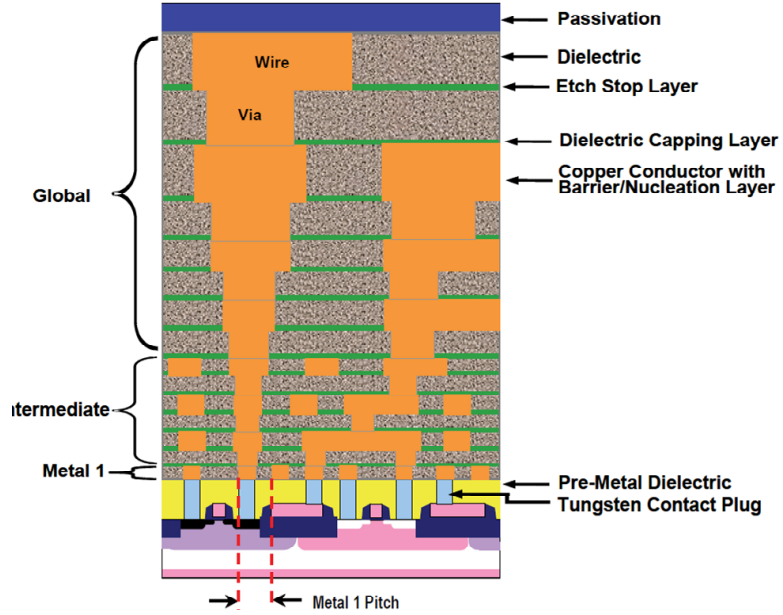 Passivation
Wire
Dielectric
Etch Stop Layer
Via
Dielectric Capping Layer
Copper Conductor with
Barrier/Nucleation Layer
Global
ntermediate
Metal 1
Pre-Metal Dielectric
Tungsten Contact Plug
Metal 1 Pitch